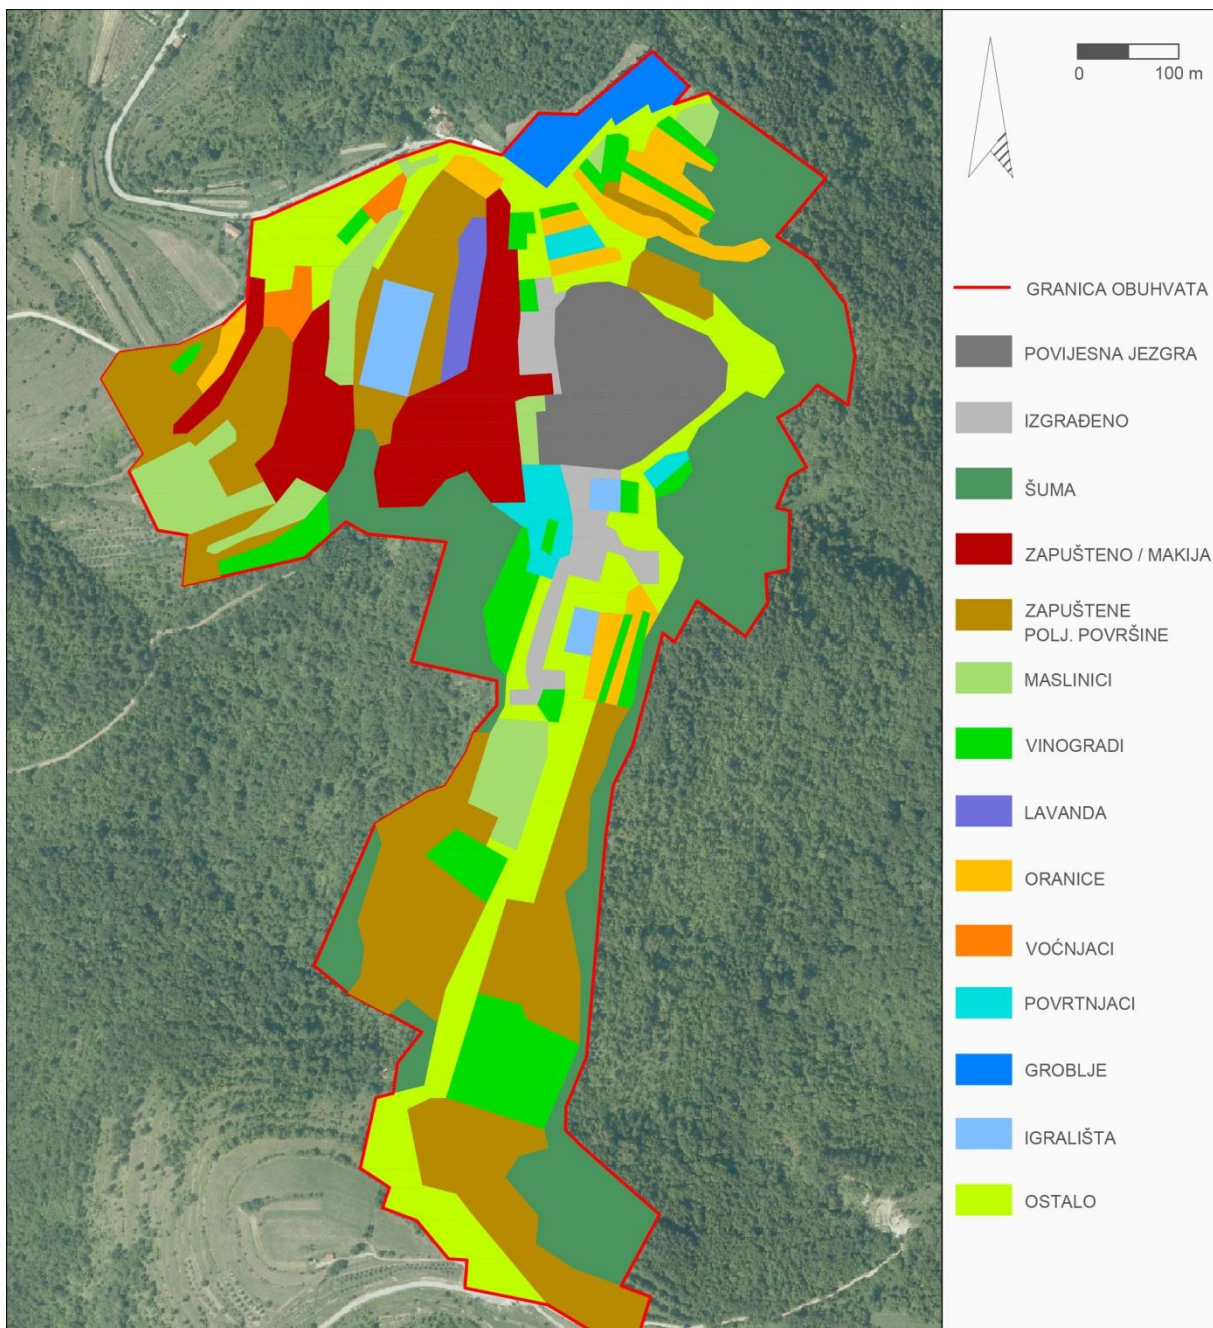 0 100 m
GRANICA OBUHVATA
POVIJESNA JEZGRA
IZGRAĐENO
ŠUMA
ZAPUŠTENO / MAKIJA
ZAPUŠTENE
POLJ. POVRŠINE
MASLINICI
VINOGRADI
LAVANDA
ORANICE
VOĆNJACI
POVRTNJACI
GROBLJE
IGRALIŠTA
OSTALO